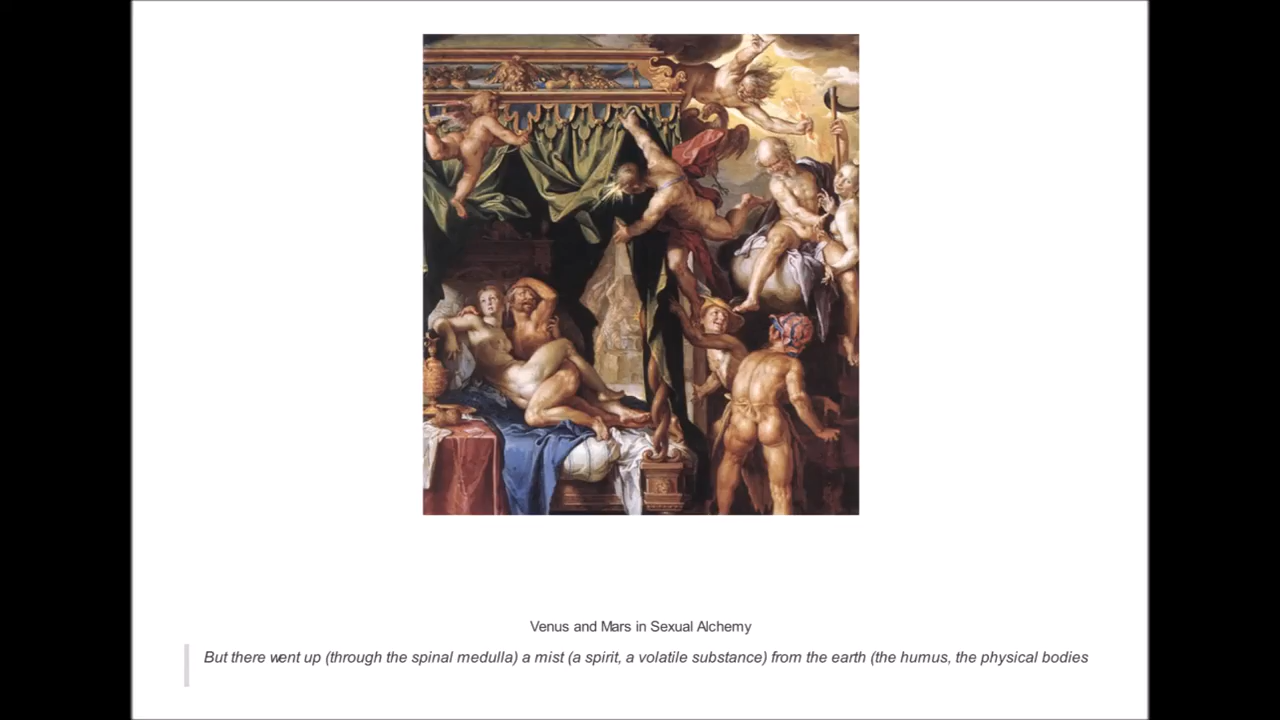 Venus and Mars in Sexual Alchemy
But there went up (through the spinal medulla) a mist (a spirit, a volatile substance) from the earth (the humus, the physical bodies